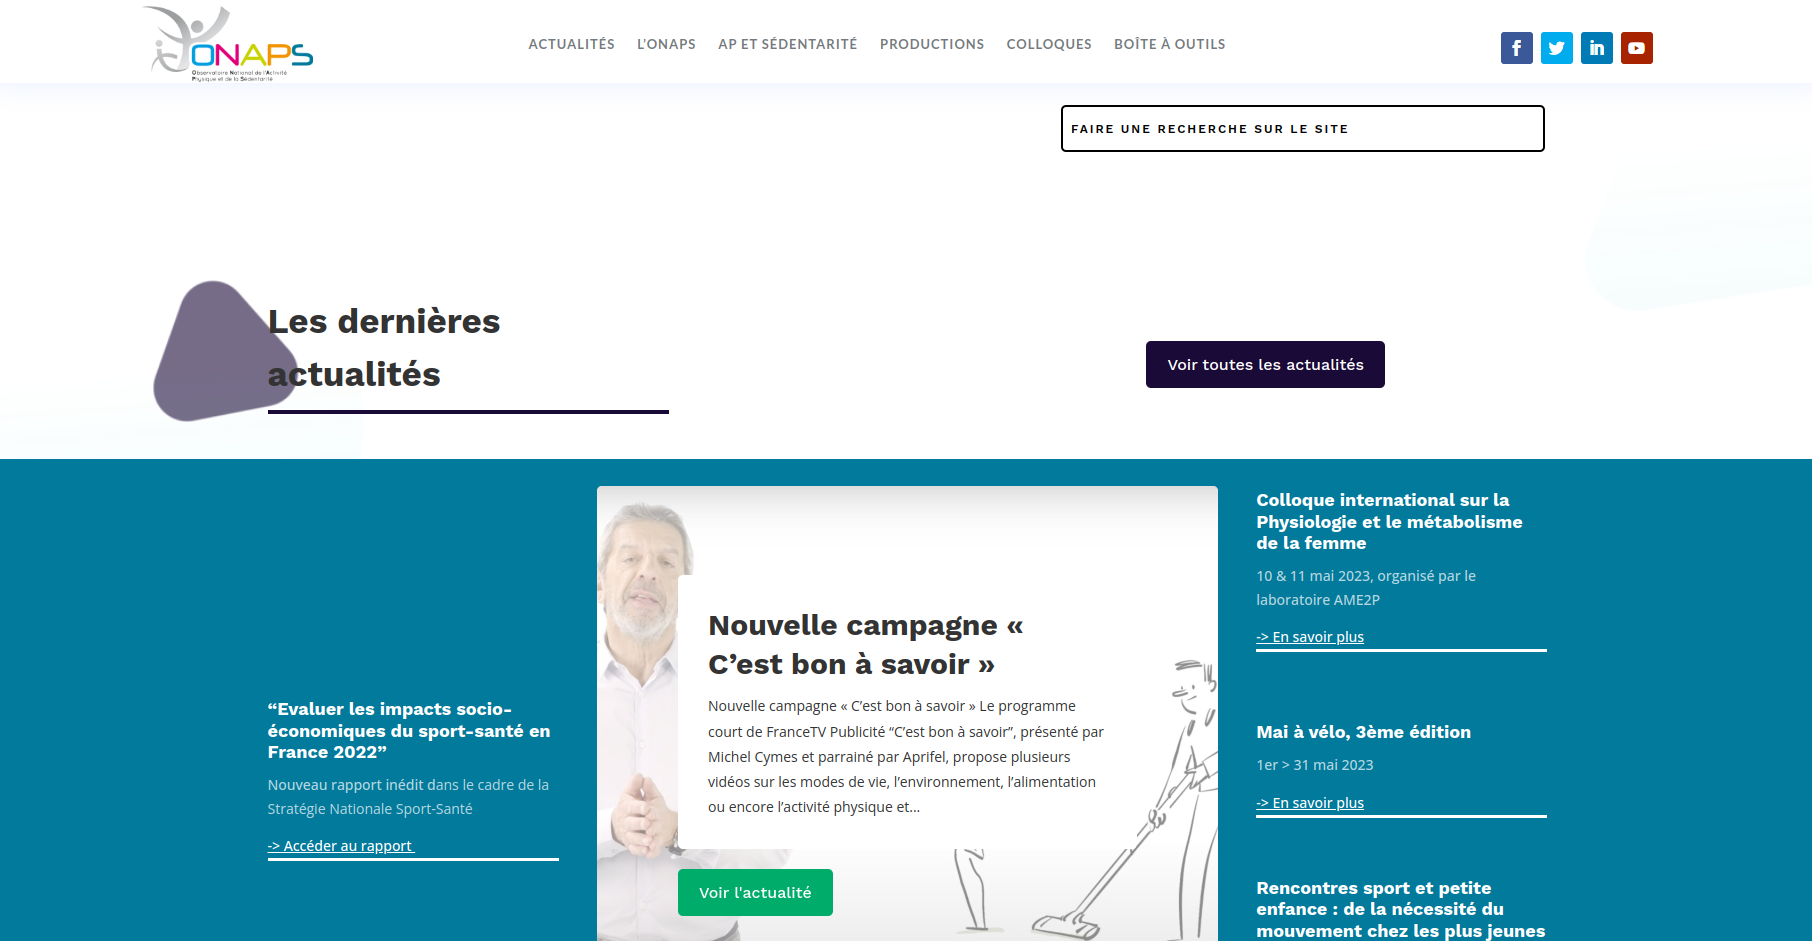 ONAPS
Observatoire National de l'Activité
Physique et de la Sédentarité
ACTUALITÉS L'ONAPS AP ET SÉDENTARITÉ PRODUCTIONS COLLOQUES BOÎTE À OUTILS
FAIRE UNE RECHERCHE SUR LE SITE
Les dernières
actualités
Voir toutes les actualités
“Evaluer les impacts socio-
économiques du sport-santé en
France 2022”
Nouveau rapport inédit dans le cadre de la
Stratégie Nationale Sport-Santé
-> Accéder au rapport
Nouvelle campagne «
C’est bon à savoir »
Nouvelle campagne « C’est bon à savoir » Le programme
court de FranceTV Publicité “C’est bon à savoir”, présenté par
Michel Cymes et parrainé par Aprifel, propose plusieurs
vidéos sur les modes de vie, l’environnement, l’alimentation
ou encore l’activité physique et...
Voir l'actualité
Colloque international sur la
Physiologie et le métabolisme
de la femme
10 & 11 mai 2023, organisé par le
laboratoire AME2P
-> En savoir plus
Mai à vélo, 3ème édition
1er > 31 mai 2023
-> En savoir plus
Rencontres sport et petite
enfance : de la nécessité du
mouvement chez les plus jeunes